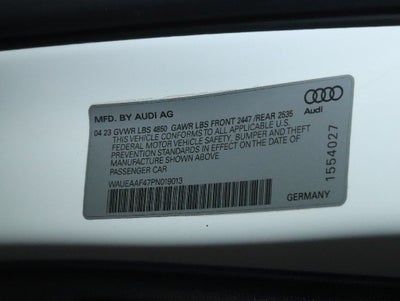 MFD. BY AUDI AG
04 23 GVWR LBS 4850 GAWR LBS FRONT 2447 /REAR 2535
THIS VEHICLE CONFORMS TO ALL APPLICABLE U.S.
FEDERAL MOTOR VEHICLE SAFETY, BUMPER AND THEFT
PREVENTION STANDARDS IN EFFECT ON THE DATE OF
MANUFACTURE SHOWN ABOVE
PASSENGER CAR
WAUEAAF47PN019013
Audi
1554027
GERMANY